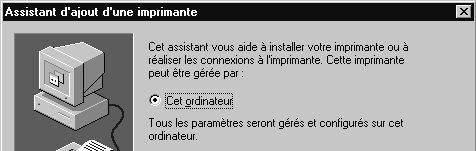 Assistant d'ajout d'une imprimante
Cet assistant vous aide à installer votre imprimante ou à
réaliser les connexions à l'imprimante. Cette imprimante
peut être gérée par :
Cet ordinateur
Tous les paramètres seront gérés et configurés sur cet
ordinateur.